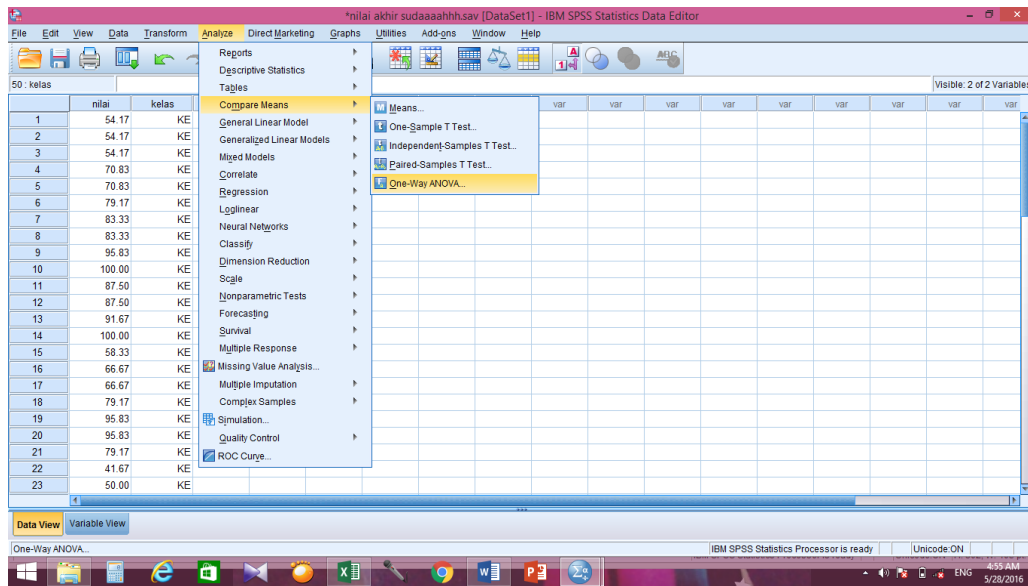 *nilai akhir sudaaaahhh.sav [DataSet1] - IBM SPSS Statistics Data Editor
File Edit View Data Transform Analyze Direct Marketing Graphs Utilities Add-ons Window Help
50 : kelas
Visible: 2 of 2 Variables
nilai kelas var var var var var var var
1 54.17 KE
2 54.17 KE
3 54.17 KE
4 70.83 KE
5 70.83 KE
6 79.17 KE
7 83.33 KE
8 83.33 KE
9 95.83 KE
10 100.00 KE
11 87.50 KE
12 87.50 KE
13 91.67 KE
14 100.00 KE
15 58.33 KE
16 66.67 KE
17 66.67 KE
18 79.17 KE
19 95.83 KE
20 95.83 KE
21 79.17 KE
22 41.67 KE
23 50.00 KE
Reports
Descriptive Statistics
Tables
Compare Means
General Linear Model
Generalized Linear Models
Mixed Models
Correlate
Regression
Loglinear
Neural Networks
Classify
Dimension Reduction
Scale
Nonparametric Tests
Forecasting
Survival
Multiple Response
Missing Value Analysis...
Multiple Imputation
Complex Samples
Simulation...
Quality Control
ROC Curve...
Means...
One-Sample T Test...
Independent-Samples T Test...
Paired-Samples T Test...
One-Way ANOVA...
Data View Variable View
One-Way ANOVA...
IBM SPSS Statistics Processor is ready
Unicode:ON
ENG
4:55 AM
5/28/2016